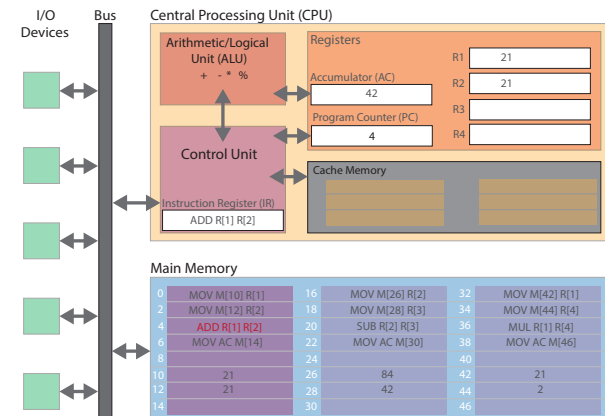 I/O
Devices
Bus
Central Processing Unit (CPU)
Arithmetic/Logical
Unit (ALU)
+ - * %
Registers
R1 21
R2 21
R3
R4
Accumulator (AC)
42
Program Counter (PC)
4
Control Unit
Instruction Register (IR)
ADD R[1] R[2]
Cache Memory
Main Memory
0 MOV M[10] R[1] 16 MOV M[26] R[2] 32 MOV M[42] R[1]
2 MOV M[12] R[2] 18 MOV M[28] R[3] 34 MOV M[44] R[4]
4 ADD R[1] R[2] 20 SUB R[2] R[3] 36 MUL R[1] R[4]
6 MOV AC M[14] 22 MOV AC M[30] 38 MOV AC M[46]
8 24 40
10 21 26 84 42 21
12 21 28 42 44 2
14 30 46